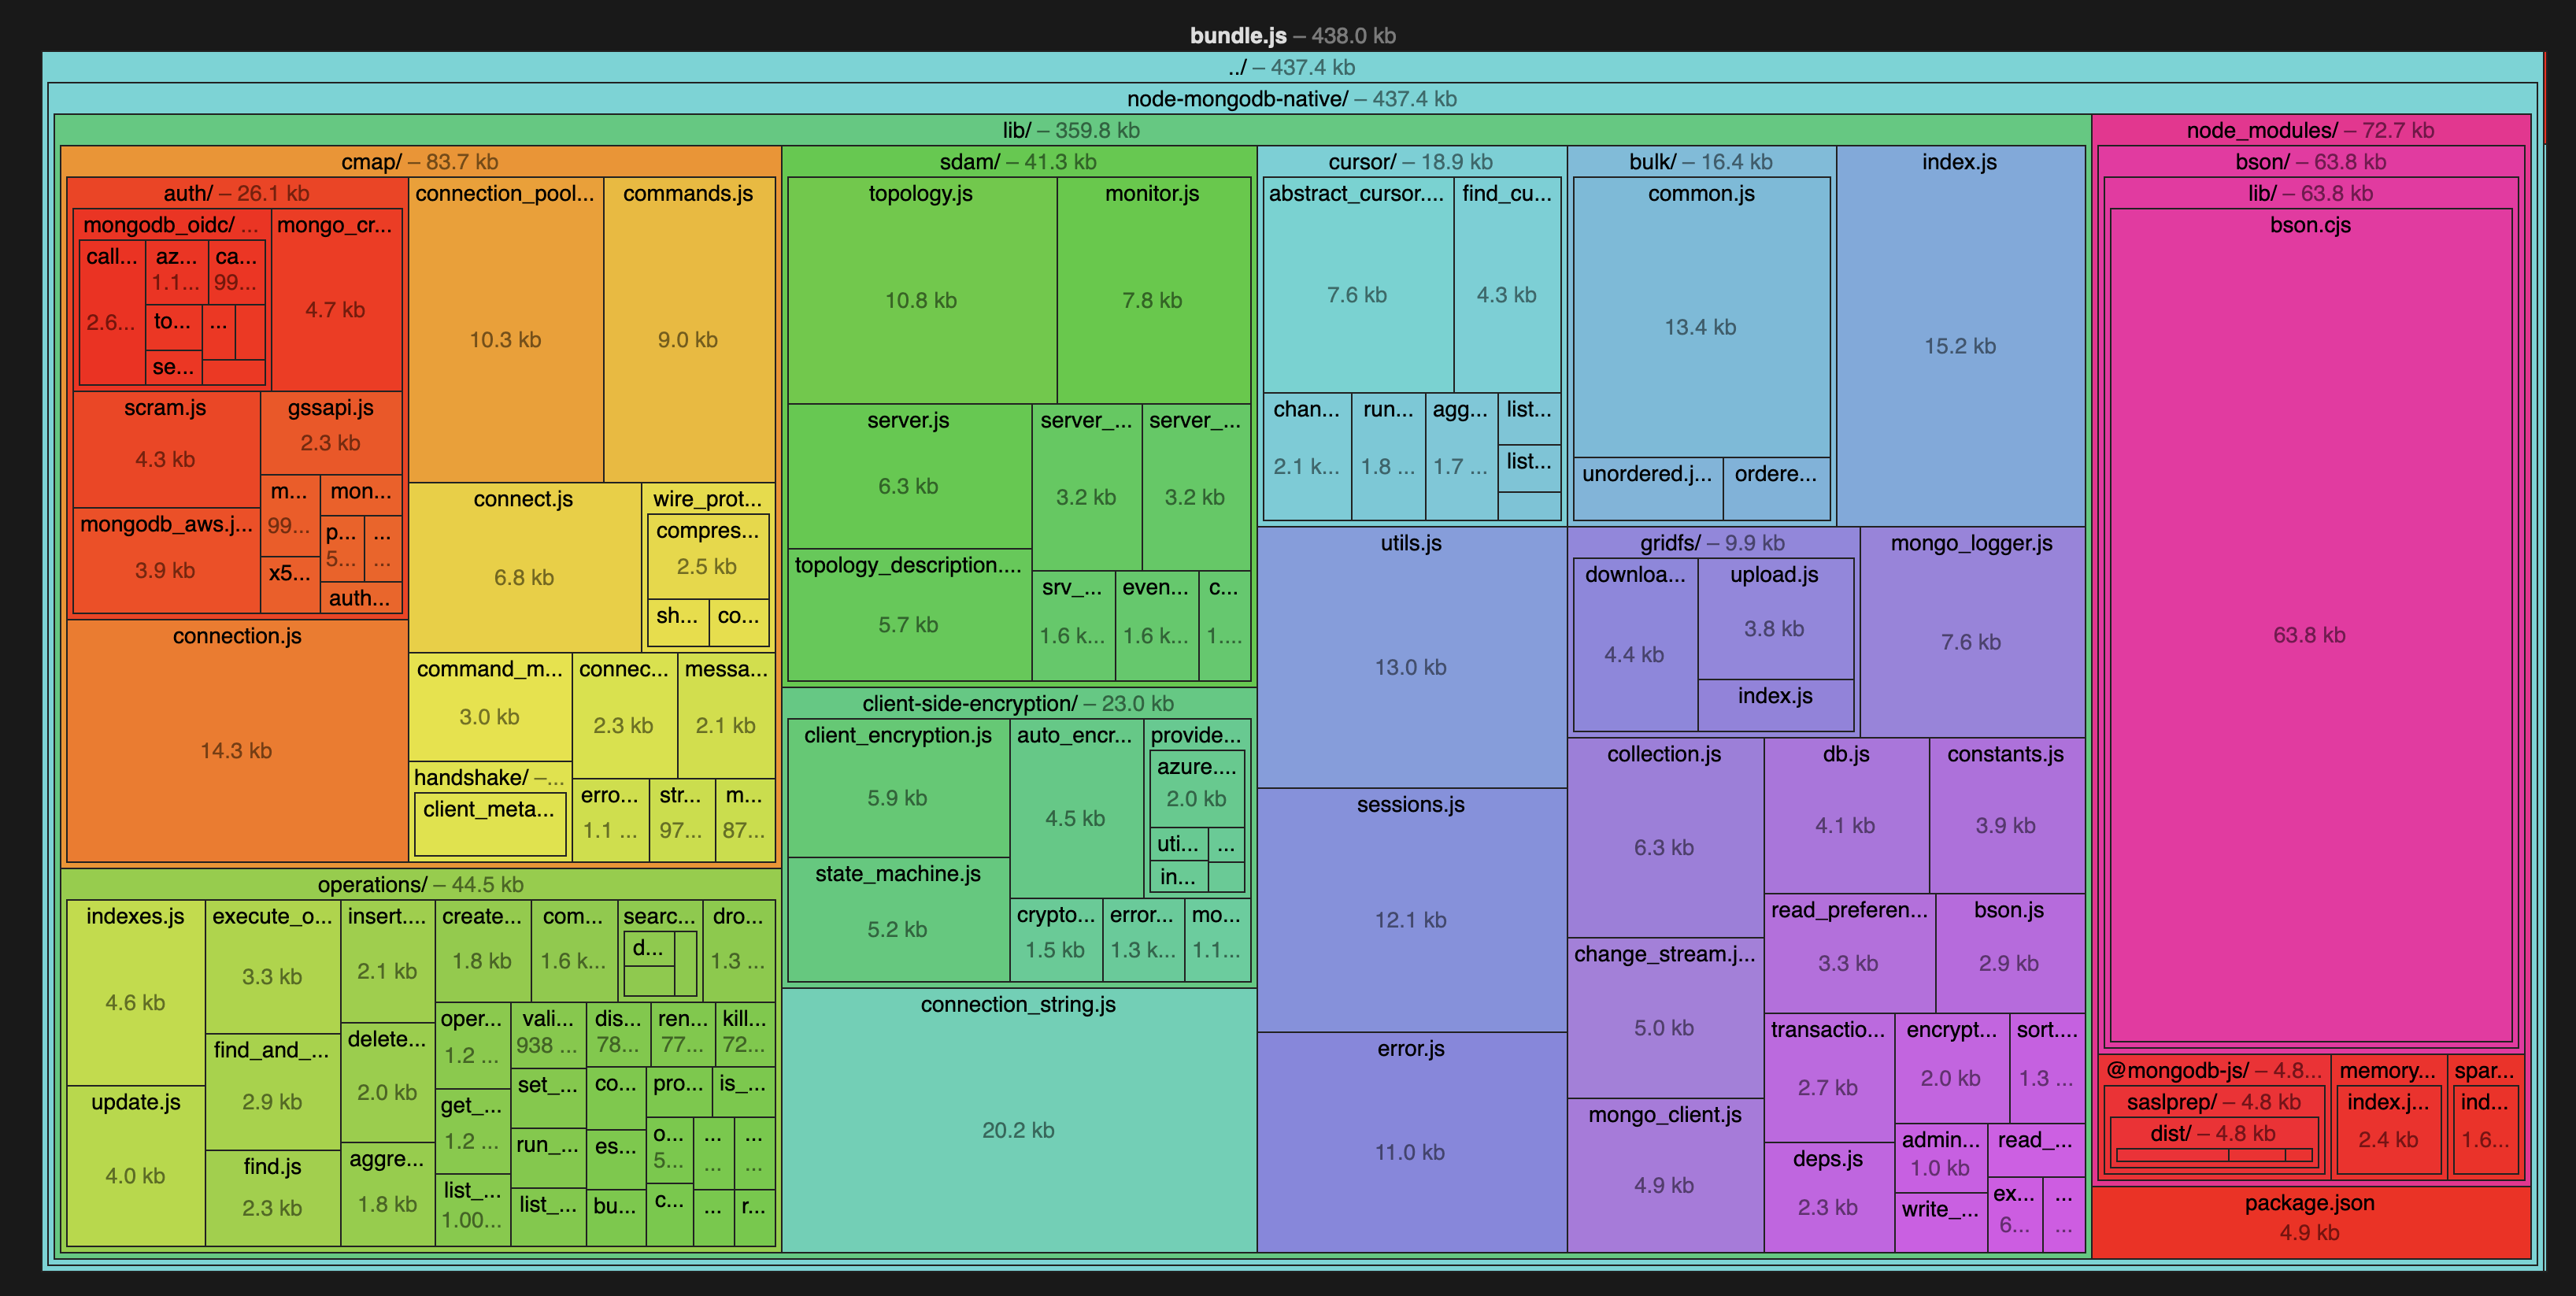 bundle.js – 438.0 kb
../ – 437.4 kb
node-mongodb-native/ – 437.4 kb
lib/ – 359.8 kb
cmap/ – 83.7 kb
auth/ – 26.1 kb
mongodb_oidc/ ...
call...
2.6...
az...
1.1...
ca...
99...
to...
...
se...
mongo_cr...
4.7 kb
scram.js
4.3 kb
gssapi.js
2.3 kb
mongodb_aws.j...
3.9 kb
m...
99...
mon...
p...
5...
...
...
x5...
auth...
connection.js
14.3 kb
connection_pool...
10.3 kb
commands.js
9.0 kb
connect.js
6.8 kb
wire_prot...
compres...
2.5 kb
sh...
co...
command_m...
3.0 kb
connec...
2.3 kb
messa...
2.1 kb
handshake/ –...
client_meta...
erro...
1.1 ...
str...
97...
m...
87...
operations/ – 44.5 kb
indexes.js
4.6 kb
update.js
4.0 kb
execute_o...
3.3 kb
find_and_...
2.9 kb
find.js
2.3 kb
insert....
2.1 kb
delete...
2.0 kb
aggre...
1.8 kb
create...
1.8 kb
com...
1.6 k...
searc...
d...
dro...
1.3 ...
oper...
1.2 ...
get_...
1.2 ...
list_...
1.00...
vali...
938 ...
set_...
run_...
list_...
dis...
78...
ren...
77...
kill...
72...
co...
pro...
is_...
es...
o...
5...
...
...
...
...
bu...
c...
...
r...
sdam/ – 41.3 kb
topology.js
10.8 kb
monitor.js
7.8 kb
server.js
6.3 kb
server_...
3.2 kb
server_...
3.2 kb
topology_description....
5.7 kb
srv_...
1.6 k...
even...
1.6 k...
c...
1....
client-side-encryption/ – 23.0 kb
client_encryption.js
5.9 kb
state_machine.js
5.2 kb
auto_encr...
4.5 kb
provide...
azure....
2.0 kb
uti...
...
in...
crypto...
1.5 kb
error...
1.3 k...
mo...
1.1...
connection_string.js
20.2 kb
cursor/ – 18.9 kb
abstract_cursor....
7.6 kb
find_cu...
4.3 kb
chan...
2.1 k...
run...
1.8 ...
agg...
1.7 ...
list...
list...
utils.js
13.0 kb
sessions.js
12.1 kb
error.js
11.0 kb
bulk/ – 16.4 kb
common.js
13.4 kb
unordered.j...
ordere...
index.js
15.2 kb
gridfs/ – 9.9 kb
downloa...
4.4 kb
upload.js
3.8 kb
index.js
mongo_logger.js
7.6 kb
collection.js
6.3 kb
db.js
4.1 kb
constants.js
3.9 kb
change_stream.j...
5.0 kb
mongo_client.js
4.9 kb
read_preferen...
3.3 kb
bson.js
2.9 kb
transactio...
2.7 kb
encrypt...
2.0 kb
sort....
1.3 ...
deps.js
2.3 kb
admin...
1.0 kb
read_...
write_...
ex...
6...
...
...
node_modules/ – 72.7 kb
bson/ – 63.8 kb
lib/ – 63.8 kb
bson.cjs
63.8 kb
@mongodb-js/ – 4.8...
saslprep/ – 4.8 kb
dist/ – 4.8 kb
memory...
index.j...
2.4 kb
spar...
ind...
1.6...
package.json
4.9 kb